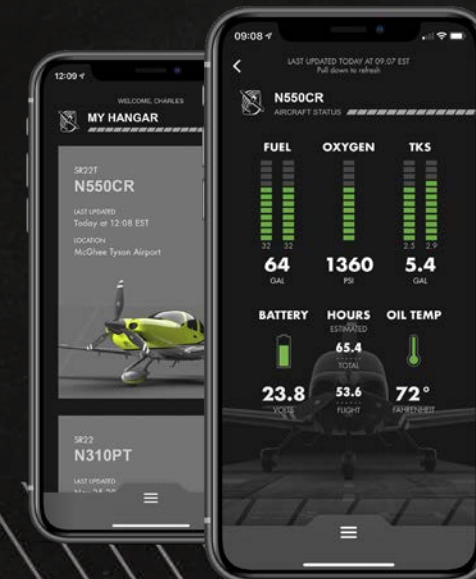 12:09
WELCOME, CHARLES
MY HANGAR
SR22T
N550CR
LAST UPDATED
Today at 12:08 EST
LOCATION
McGhee Tyson Airport
SR22
N310PT
LAST UPDATED
09:08
LAST UPDATED TODAY AT 09:07 EST
Pull down to refresh
N550CR
AIRCRAFT STATUS
FUEL OXYGEN TKS
32 32 2.5 2.9
64 1360 5.4
GAL PSI GAL
BATTERY HOURS OIL TEMP
ESTIMATED
65.4
TOTAL
23.8 53.6 72°
VOLTS FLIGHT FAHRENHEIT